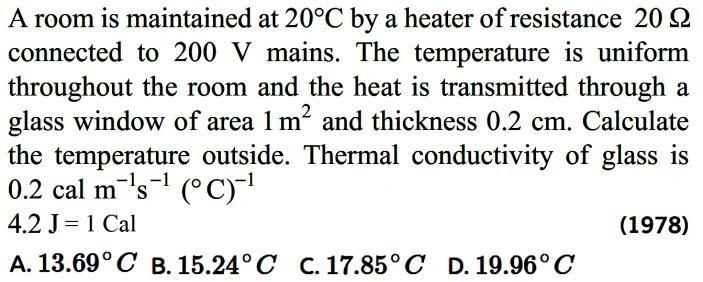 A room is maintained at 20°C by a heater of resistance 20 Ω
connected to 200 V mains. The temperature is uniform
throughout the room and the heat is transmitted through a
glass window of area 1 m² and thickness 0.2 cm. Calculate
the temperature outside. Thermal conductivity of glass is
0.2 cal m⁻¹s⁻¹ (°C)⁻¹
4.2 J = 1 Cal (1978)
A. 13.69°C B. 15.24°C C. 17.85°C D. 19.96°C